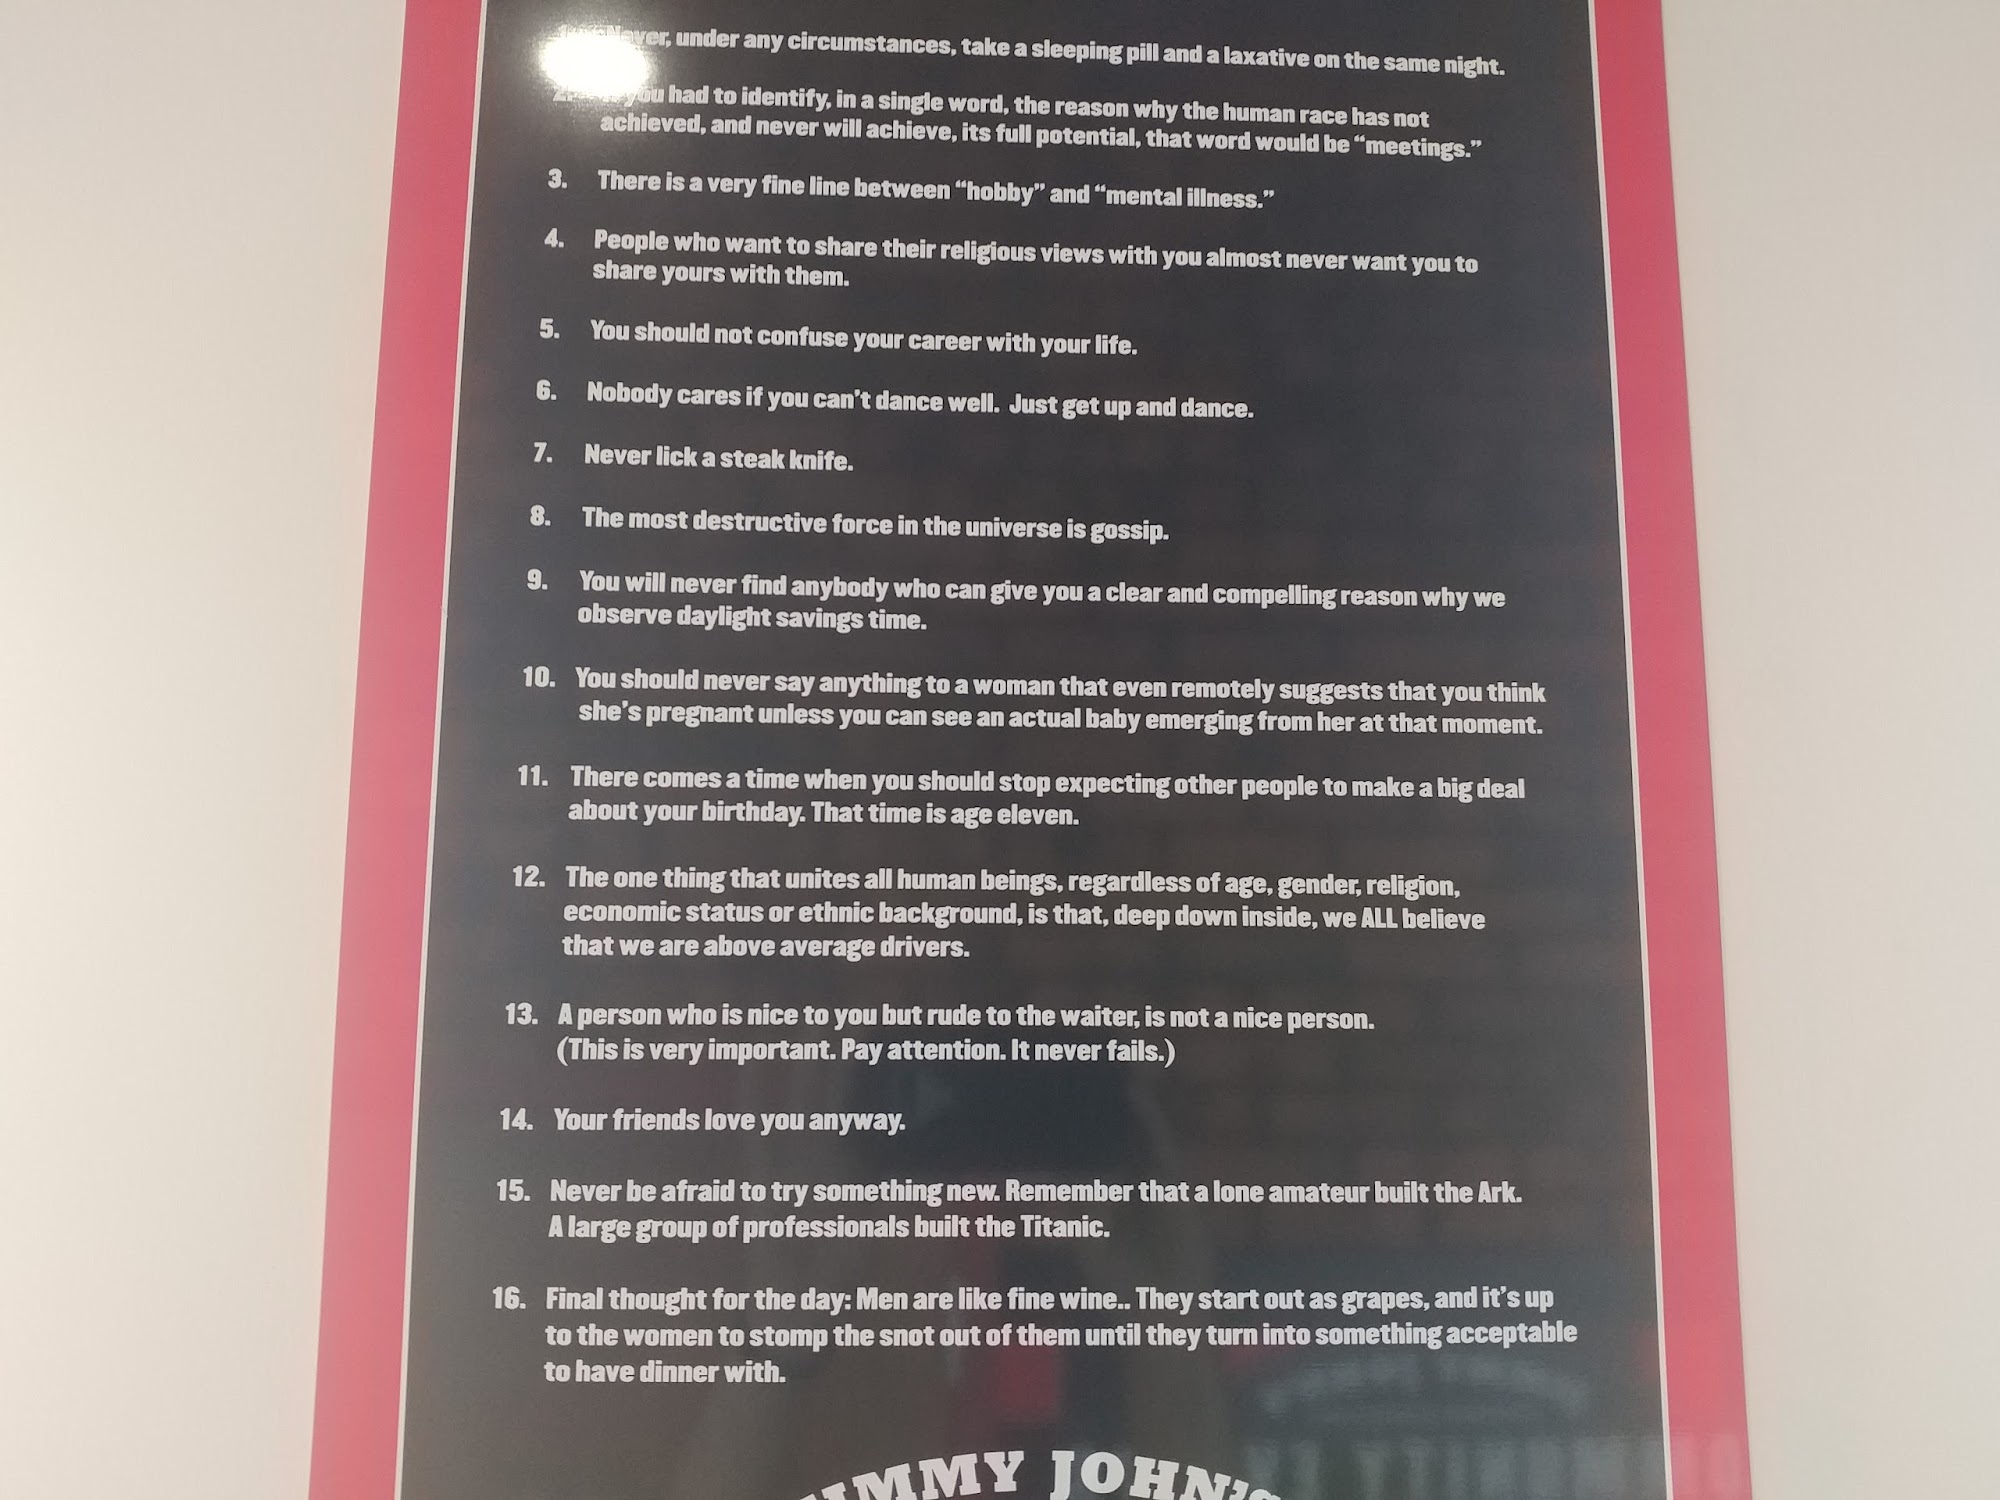 Never, under any circumstances, take a sleeping pill and a laxative on the same night.
2. you had to identify, in a single word, the reason why the human race has not
achieved, and never will achieve, its full potential, that word would be “meetings.”
3. There is a very fine line between “hobby” and “mental illness.”
4. People who want to share their religious views with you almost never want you to
share yours with them.
5. You should not confuse your career with your life.
6. Nobody cares if you can’t dance well. Just get up and dance.
7. Never lick a steak knife.
8. The most destructive force in the universe is gossip.
9. You will never find anybody who can give you a clear and compelling reason why we
observe daylight savings time.
10. You should never say anything to a woman that even remotely suggests that you think
she’s pregnant unless you can see an actual baby emerging from her at that moment.
11. There comes a time when you should stop expecting other people to make a big deal
about your birthday. That time is age eleven.
12. The one thing that unites all human beings, regardless of age, gender, religion,
economic status or ethnic background, is that, deep down inside, we ALL believe
that we are above average drivers.
13. A person who is nice to you but rude to the waiter, is not a nice person.
(This is very important. Pay attention. It never fails.)
14. Your friends love you anyway.
15. Never be afraid to try something new. Remember that a lone amateur built the Ark.
A large group of professionals built the Titanic.
16. Final thought for the day: Men are like fine wine.. They start out as grapes, and it’s up
to the women to stomp the snot out of them until they turn into something acceptable
to have dinner with.
JIMMY JOHN'S